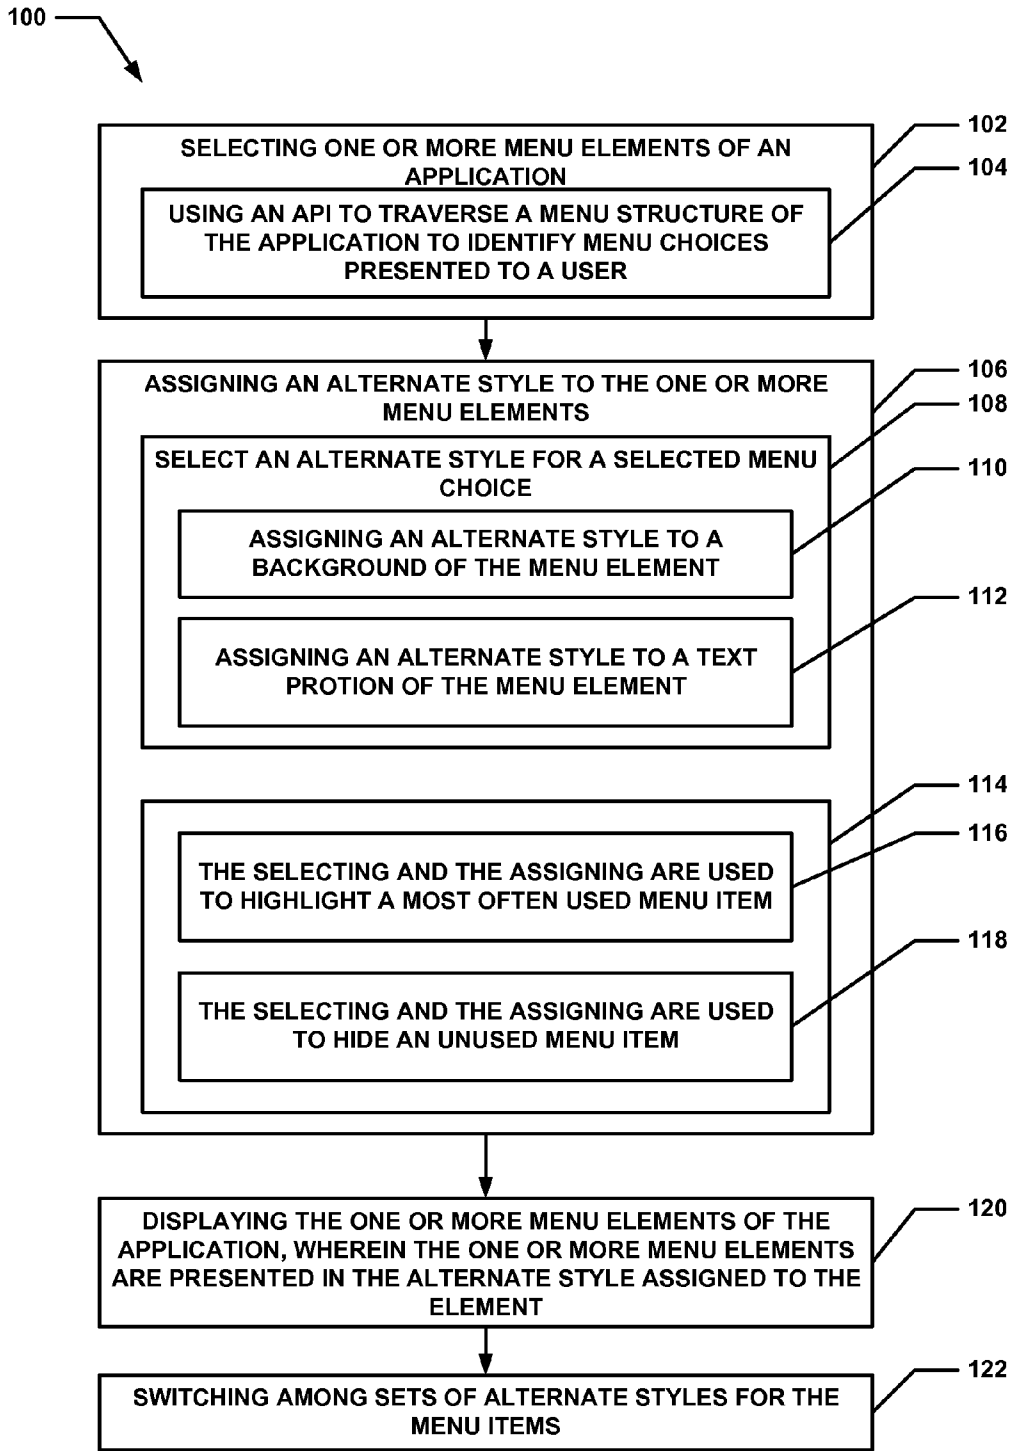 100
102
SELECTING ONE OR MORE MENU ELEMENTS OF AN
APPLICATION
104
USING AN API TO TRAVERSE A MENU STRUCTURE OF
THE APPLICATION TO IDENTIFY MENU CHOICES
PRESENTED TO A USER
106
ASSIGNING AN ALTERNATE STYLE TO THE ONE OR MORE
MENU ELEMENTS
108
SELECT AN ALTERNATE STYLE FOR A SELECTED MENU
CHOICE
110
ASSIGNING AN ALTERNATE STYLE TO A
BACKGROUND OF THE MENU ELEMENT
112
ASSIGNING AN ALTERNATE STYLE TO A TEXT
PROTION OF THE MENU ELEMENT
114
116
THE SELECTING AND THE ASSIGNING ARE USED
TO HIGHLIGHT A MOST OFTEN USED MENU ITEM
118
THE SELECTING AND THE ASSIGNING ARE USED
TO HIDE AN UNUSED MENU ITEM
120
DISPLAYING THE ONE OR MORE MENU ELEMENTS OF THE
APPLICATION, WHEREIN THE ONE OR MORE MENU ELEMENTS
ARE PRESENTED IN THE ALTERNATE STYLE ASSIGNED TO THE
ELEMENT
122
SWITCHING AMONG SETS OF ALTERNATE STYLES FOR THE
MENU ITEMS